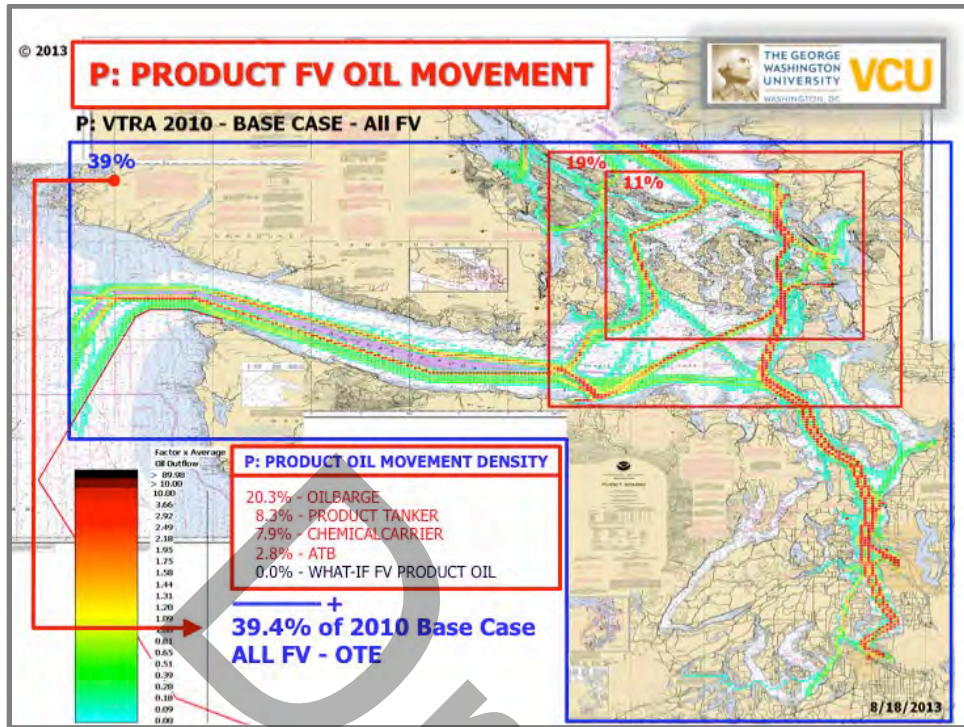 © 2013
P: PRODUCT FV OIL MOVEMENT
THE GEORGE
WASHINGTON
UNIVERSITY
WASHINGTON, DC
VCU
P: VTRA 2010 - BASE CASE - All FV
39%
19%
11%
Factor x Average
Oil Outflow
> 89.98
> 10.00
10.00
3.66
2.92
2.49
2.18
1.95
1.75
1.58
1.44
1.31
1.20
1.09
0.81
0.65
0.51
0.39
0.28
0.18
0.09
0.00
P: PRODUCT OIL MOVEMENT DENSITY
20.3% - OILBARGE
8.3% - PRODUCT TANKER
7.9% - CHEMICALCARRIER
2.8% - ATB
0.0% - WHAT-IF FV PRODUCT OIL
+
39.4% of 2010 Base Case
ALL FV - OTE
8/18/2013